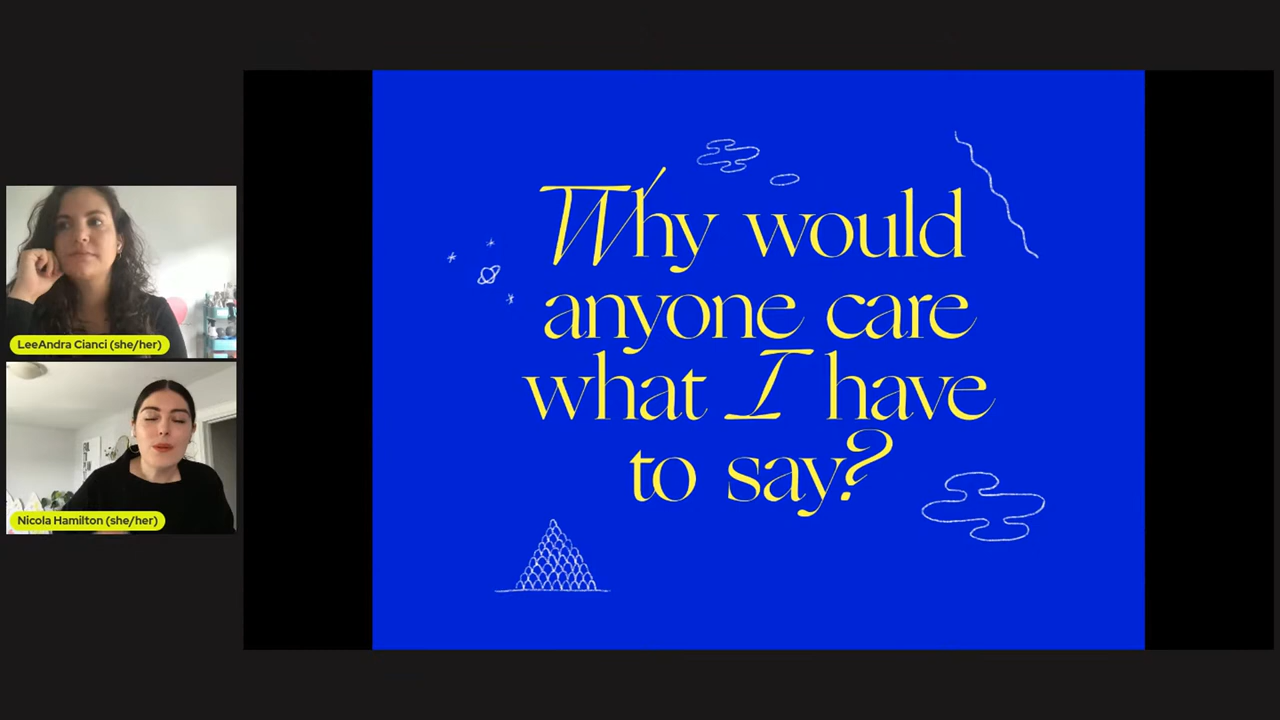 LeeAndra Cianci (she/her)
Nicola Hamilton (she/her)
Why would
anyone care
what I have
to say?